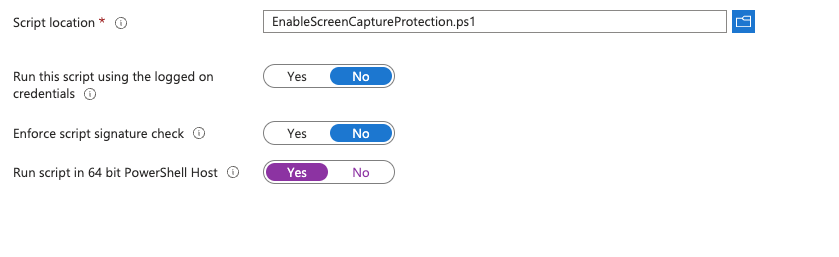 Script location *
EnableScreenCaptureProtection.ps1
Run this script using the logged on
credentials
Yes No
Enforce script signature check
Yes No
Run script in 64 bit PowerShell Host
Yes No